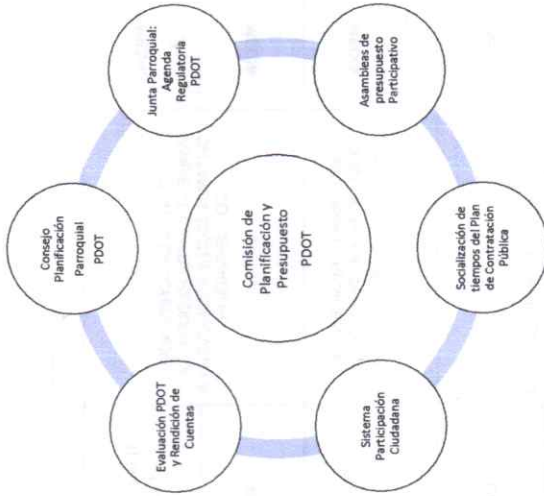 Consejo
Planificación
Parroquial
PDOT
Junta Parroquial:
Agenda
Regulatoria
PDOT
Asambleas de
presupuesto
Participativo
Socialización de
tiempos del Plan
de Contratación
Pública
Sistema
Participación
Ciudadana
Evaluación PDOT
y Rendición de
Cuentas
Comisión de
Planificación y
Presupuesto
PDOT